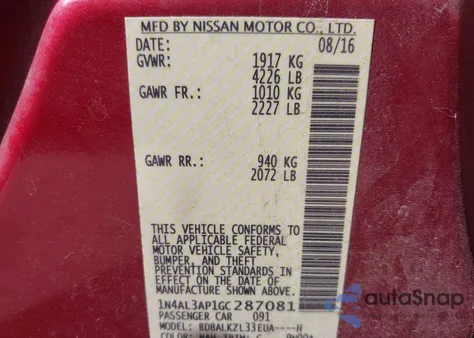 MFD BY NISSAN MOTOR CO., LTD.
DATE: 08/16
GVWR: 1917 KG
4226 LB
GAWR FR.: 1010 KG
2227 LB
GAWR RR.: 940 KG
2072 LB
THIS VEHICLE CONFORMS TO
ALL APPLICABLE FEDERAL
MOTOR VEHICLE SAFETY,
BUMPER, AND THEFT
PREVENTION STANDARDS IN
EFFECT ON THE DATE OF
MANUFACTURE SHOWN ABOVE.
1N4AL3AP1GC287081
PASSENGER CAR 091
MODEL: BDBALKZL33EUA----H
autoSnap